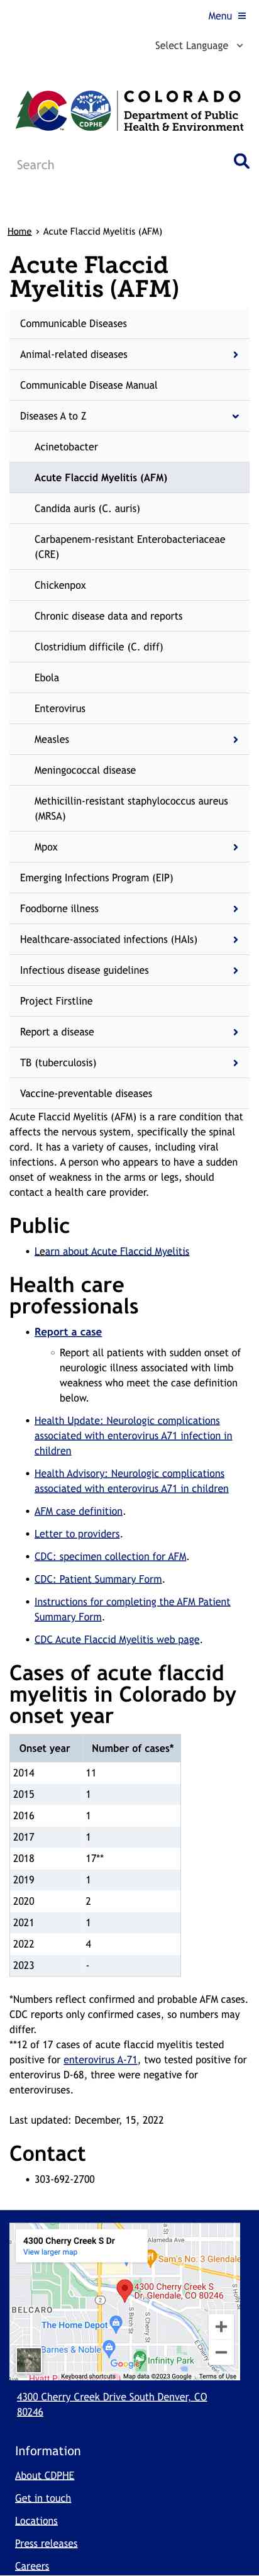 Menu
Select Language
COLORADO
Department of Public
Health & Environment
CDPHE
TM
Search
Home › Acute Flaccid Myelitis (AFM)
Acute Flaccid
Myelitis (AFM)
Communicable Diseases
Animal-related diseases
Communicable Disease Manual
Diseases A to Z
Acinetobacter
Acute Flaccid Myelitis (AFM)
Candida auris (C. auris)
Carbapenem-resistant Enterobacteriaceae
(CRE)
Chickenpox
Chronic disease data and reports
Clostridium difficile (C. diff)
Ebola
Enterovirus
Measles
Meningococcal disease
Methicillin-resistant staphylococcus aureus
(MRSA)
Mpox
Emerging Infections Program (EIP)
Foodborne illness
Healthcare-associated infections (HAIs)
Infectious disease guidelines
Project Firstline
Report a disease
TB (tuberculosis)
Vaccine-preventable diseases
Acute Flaccid Myelitis (AFM) is a rare condition that
affects the nervous system, specifically the spinal
cord. It has a variety of causes, including viral
infections. A person who appears to have a sudden
onset of weakness in the arms or legs, should
contact a health care provider.
Public
• Learn about Acute Flaccid Myelitis
Health care
professionals
• Report a case
○ Report all patients with sudden onset of
neurologic illness associated with limb
weakness who meet the case definition
below.
• Health Update: Neurologic complications
associated with enterovirus A71 infection in
children
• Health Advisory: Neurologic complications
associated with enterovirus A71 in children
• AFM case definition.
• Letter to providers.
• CDC: specimen collection for AFM.
• CDC: Patient Summary Form.
• Instructions for completing the AFM Patient
Summary Form.
• CDC Acute Flaccid Myelitis web page.
Cases of acute flaccid
myelitis in Colorado by
onset year
Onset year Number of cases*
2014 11
2015 1
2016 1
2017 1
2018 17**
2019 1
2020 2
2021 1
2022 4
2023 -
*Numbers reflect confirmed and probable AFM cases.
CDC reports only confirmed cases, so numbers may
differ.
**12 of 17 cases of acute flaccid myelitis tested
positive for enterovirus A-71, two tested positive for
enterovirus D-68, three were negative for
enteroviruses.
Last updated: December, 15, 2022
Contact
• 303-692-2700
4300 Cherry Creek S Dr
View larger map
Alameda Ave
Sam's No. 3 Glendale
4300 Cherry Creek S
Dr, Glendale, CO 80246
2
BELCARO
The Home Depot
S Cherry St
Barnes & Noble
Google
Infinity Park
E Ken
Hyatt P
Keyboard shortcuts Map data ©2023 Google Terms of Use
4300 Cherry Creek Drive South Denver, CO
80246
Information
About CDPHE
Get in touch
Locations
Press releases
Careers